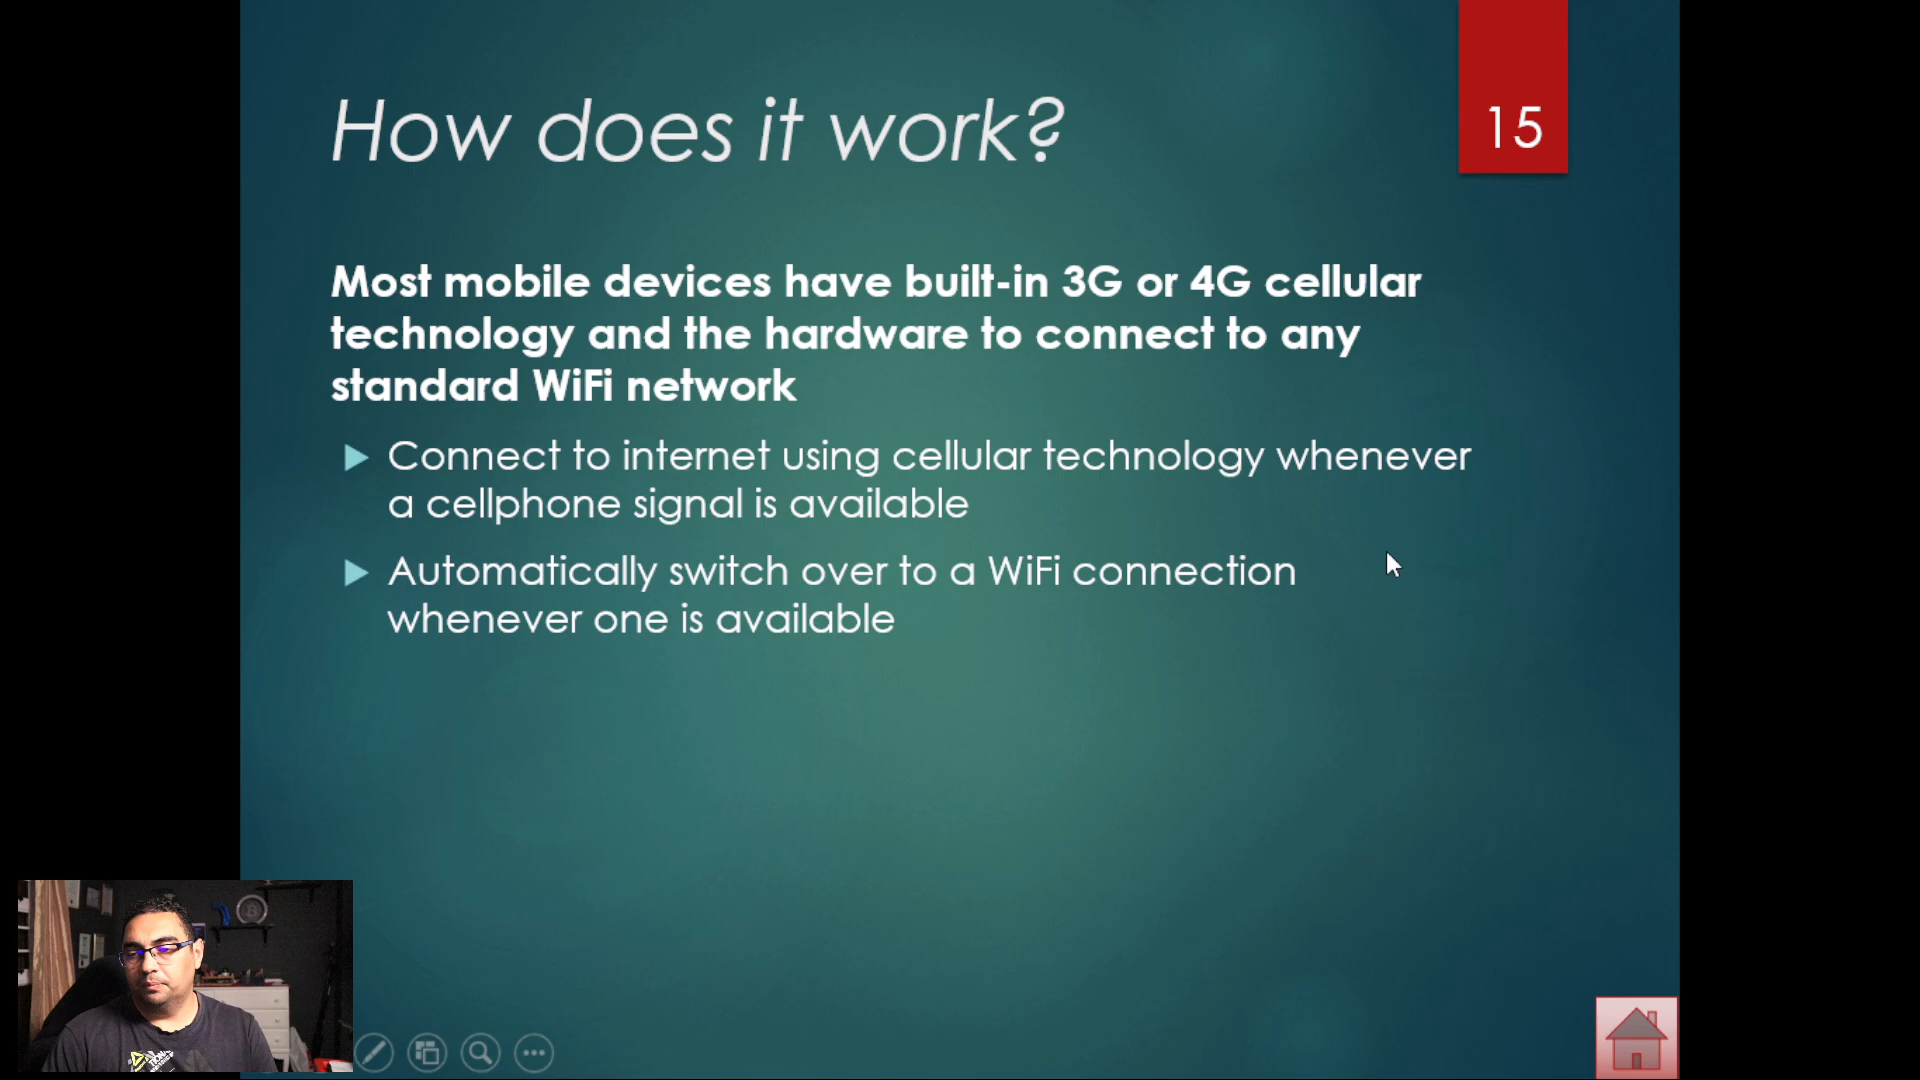 How does it work?
15
Most mobile devices have built-in 3G or 4G cellular
technology and the hardware to connect to any
standard WiFi network
Connect to internet using cellular technology whenever
a cellphone signal is available
Automatically switch over to a WiFi connection
whenever one is available